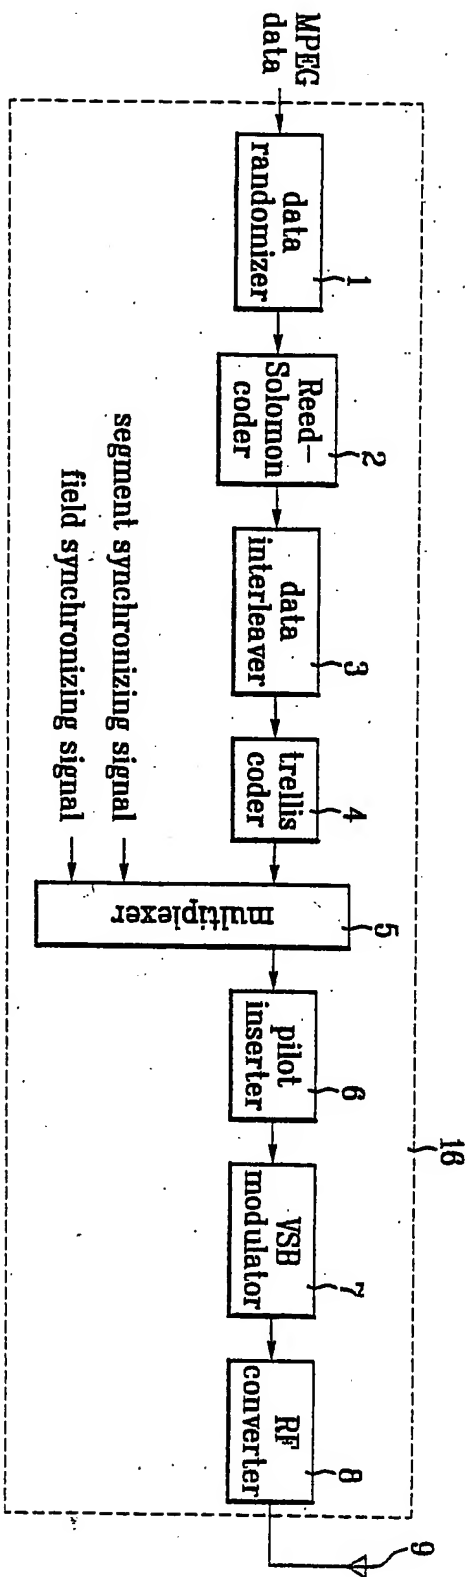 MPEG
data
data
randomizer
1
Reed-
Solomon
coder
2
data
interleaver
3
trellis
coder
4
segment synchronizing signal
field synchronizing signal
multiplexer
5
pilot
inserter
6
VSB
modulator
7
RF
converter
8
9
16